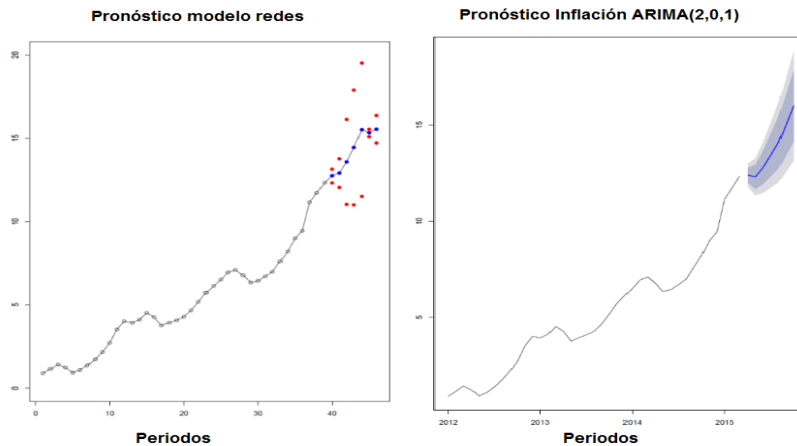 Pronóstico modelo redes
20
15
10
5
0
0 10 20 30 40
Periodos
Pronóstico Inflación ARIMA(2,0,1)
15
10
5
2012 2013 2014 2015
Periodos